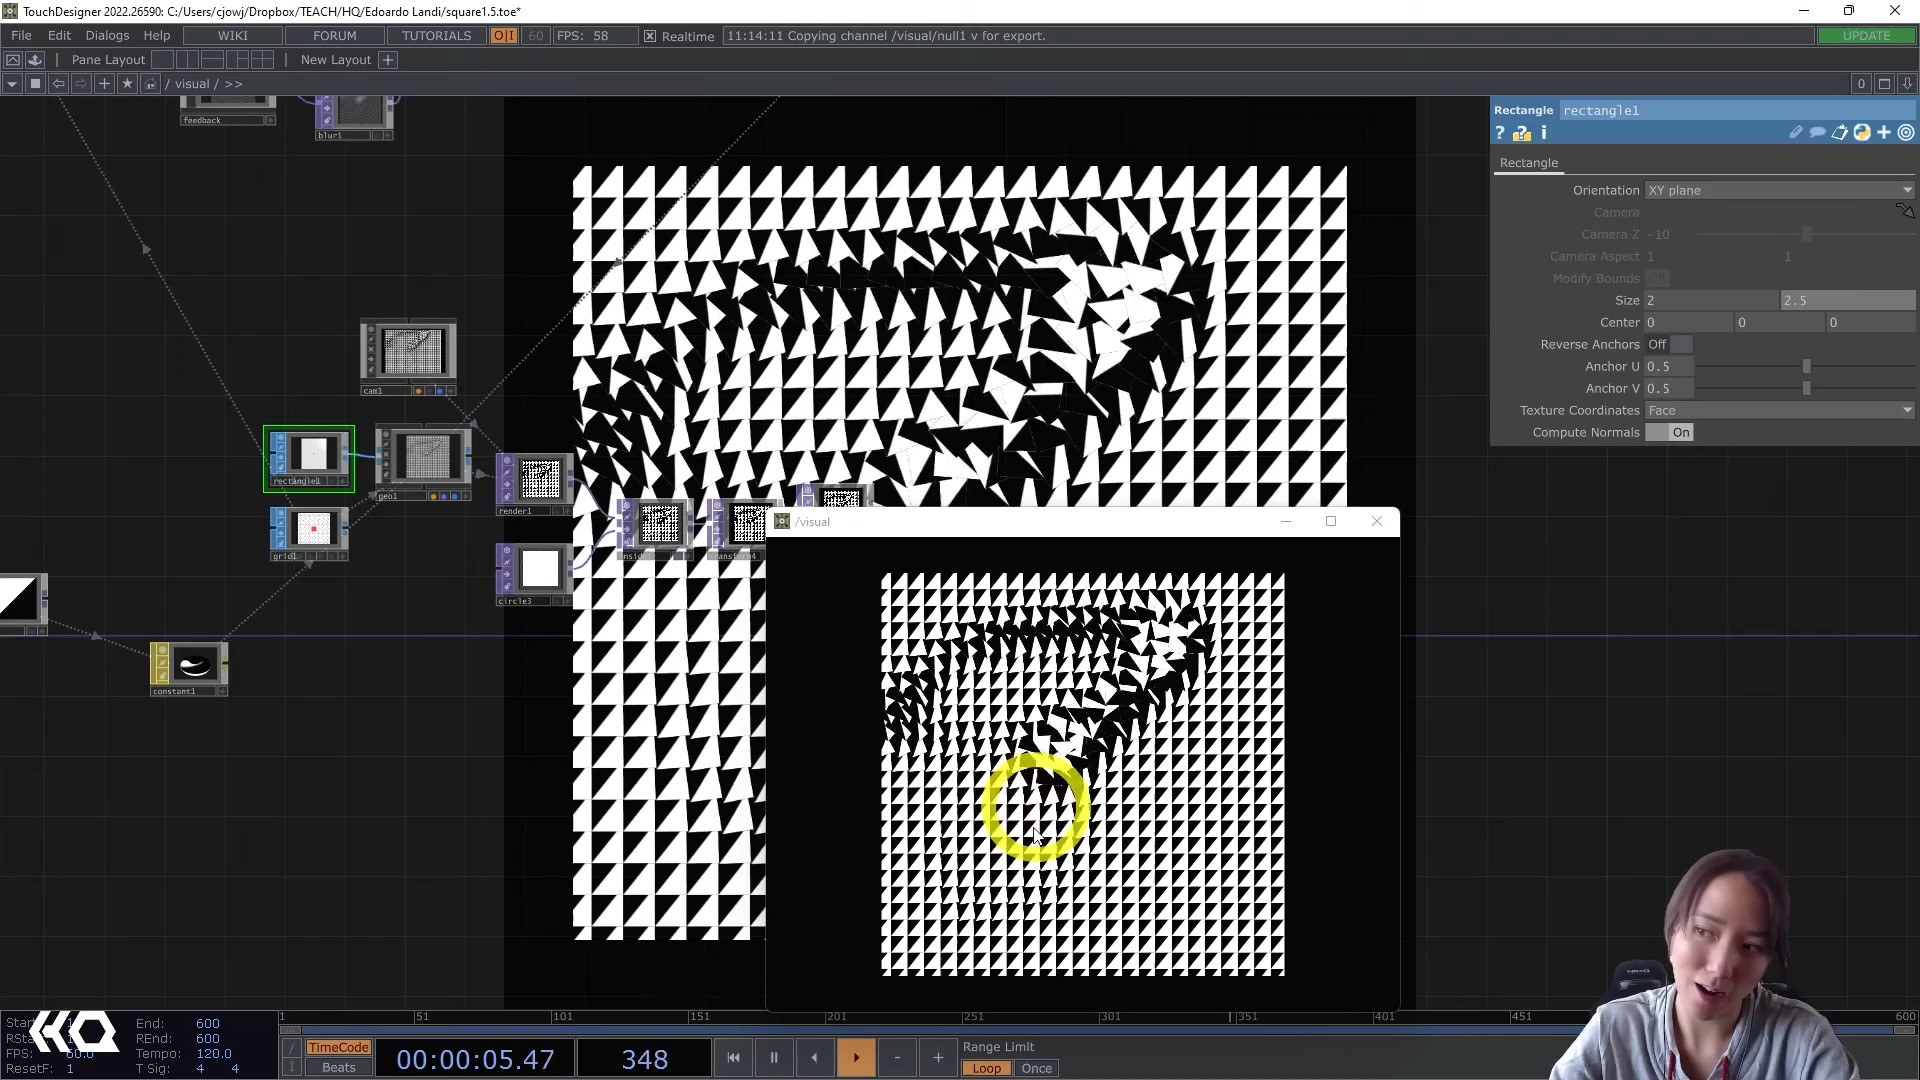 TouchDesigner 2022.26590: C:/Users/cjowj/Dropbox/TEACH/HQ/Edoardo Landi/square1.5.toe*
File Edit Dialogs Help WIKI FORUM TUTORIALS O|I 60 FPS: 58 Realtime 11:14:11 Copying channel /visual/null1 v for export. UPDATE
Pane Layout New Layout +
/ visual / >> 0
feedback
blur1
Rectangle rectangle1
? ? i
Rectangle
Orientation XY plane
Camera
Camera Z -10
Camera Aspect 1 1
Modify Bounds Off
Size 2 2.5
Center 0 0 0
Reverse Anchors Off
Anchor U 0.5
Anchor V 0.5
Texture Coordinates Face
Compute Normals On
cam1
rectangle1
geo1
render1
grid1
circle3
constant1
/visual
1 51 101 151 201 251 301 351 401 451 600
HQ
End: 600
REnd: 600
FPS: 60.0 Tempo: 120.0
ResetF: 1 T Sig: 4 4
TimeCode
Beats
00:00:05.47 348
Range Limit
Loop Once